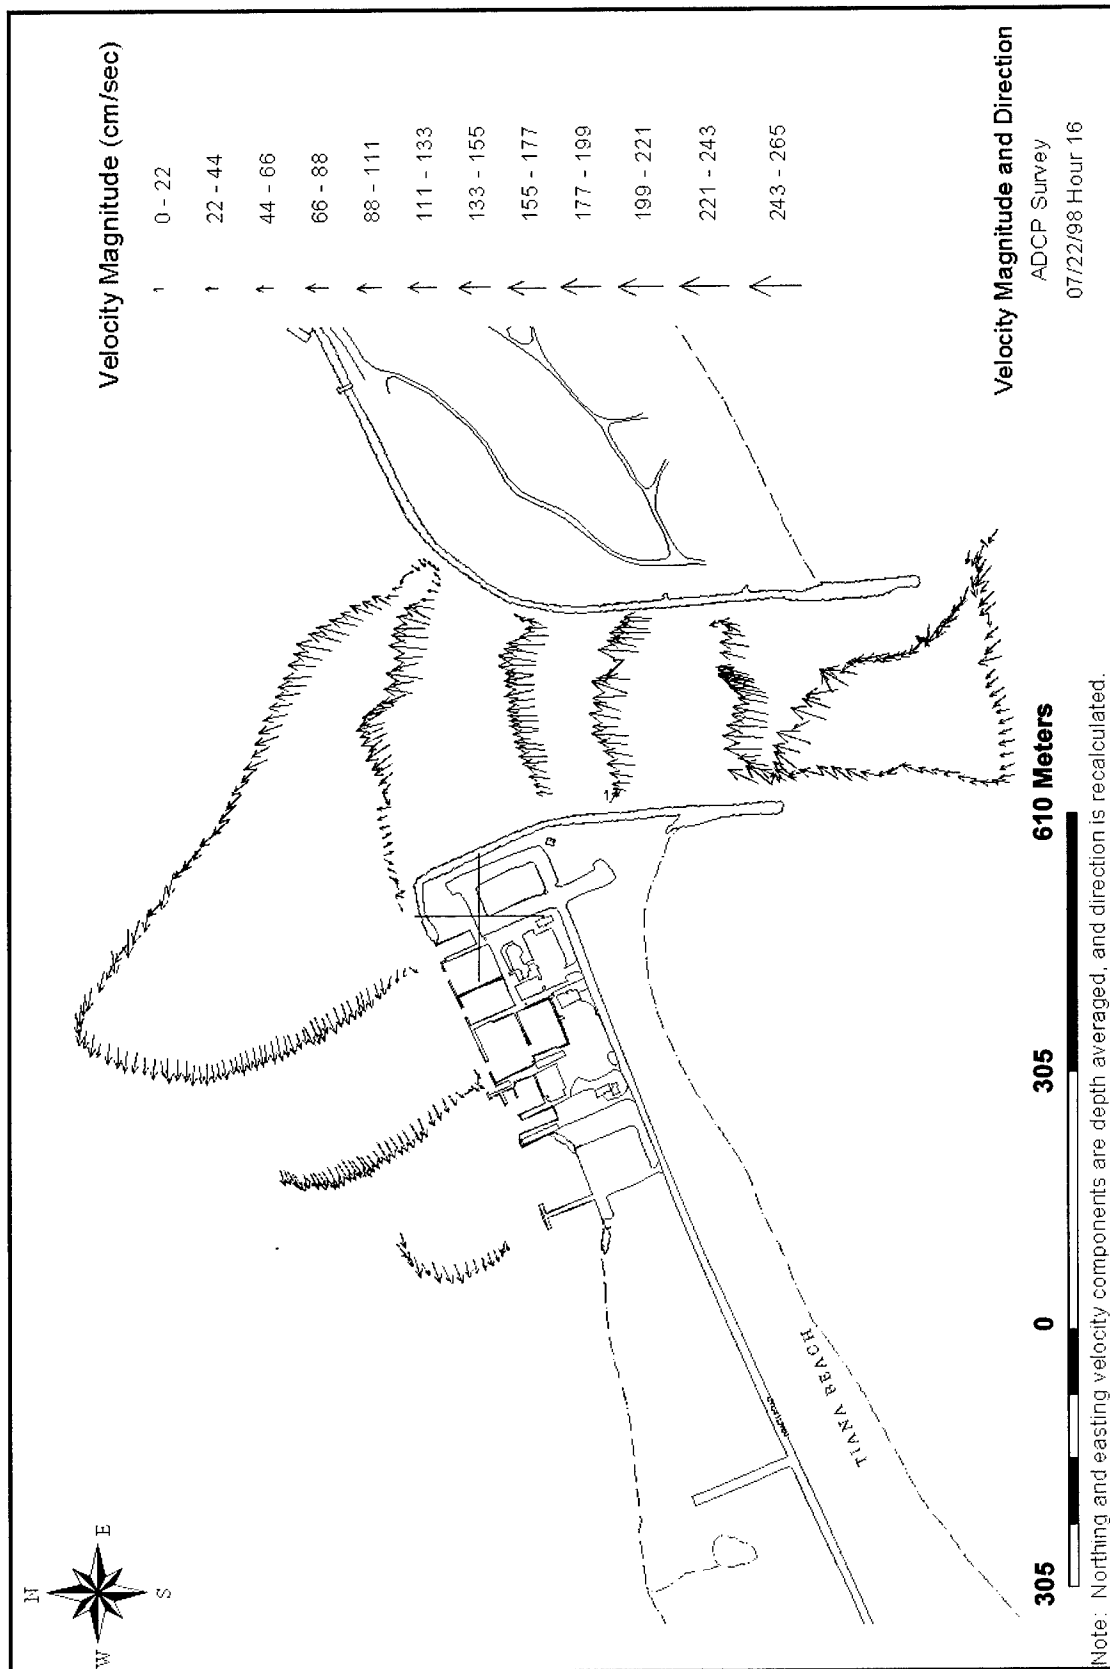 N
W
E
S
Velocity Magnitude (cm/sec)
0 - 22
22 - 44
44 - 66
66 - 88
88 - 111
111 - 133
133 - 155
155 - 177
177 - 199
199 - 221
221 - 243
243 - 265
TIANA BEACH
Velocity Magnitude and Direction
ADCP Survey
07/22/98 Hour 16
305 0 305 610 Meters
Note: Northing and easting velocity components are depth averaged, and direction is recalculated.